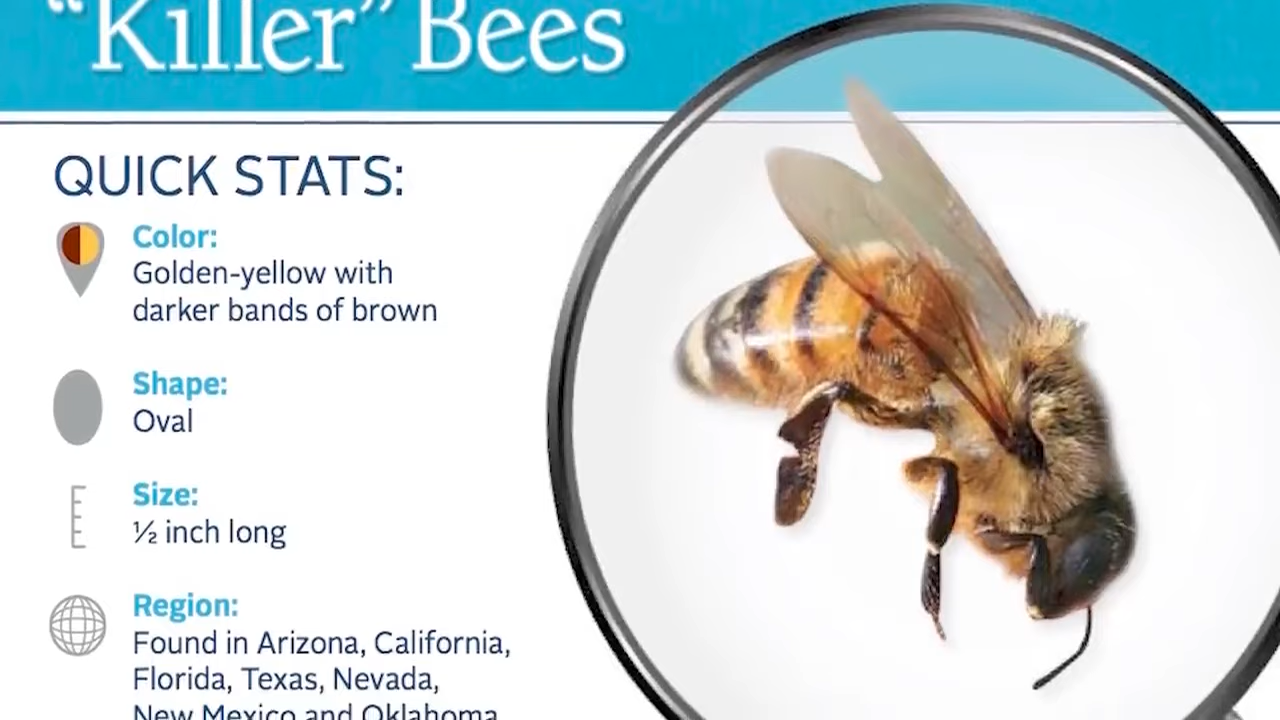 “Killer” Bees
QUICK STATS:
Color:
Golden-yellow with
darker bands of brown
Shape:
Oval
Size:
½ inch long
Region:
Found in Arizona, California,
Florida, Texas, Nevada,
New Mexico and Oklahoma